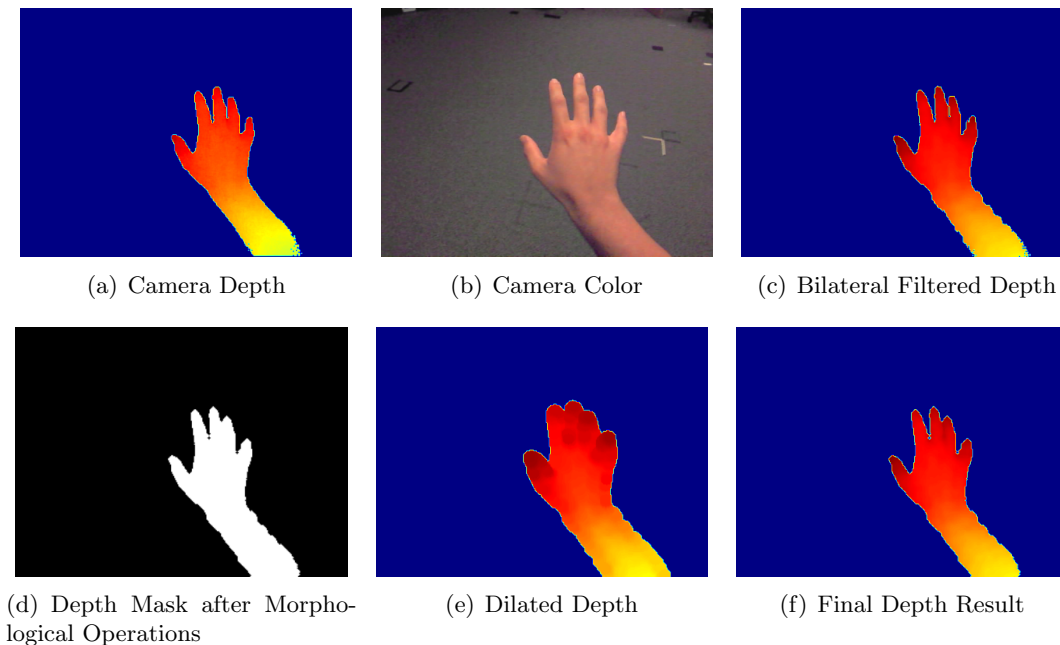 (a) Camera Depth
(b) Camera Color
(c) Bilateral Filtered Depth
(d) Depth Mask after Morpho-
logical Operations
(e) Dilated Depth
(f) Final Depth Result